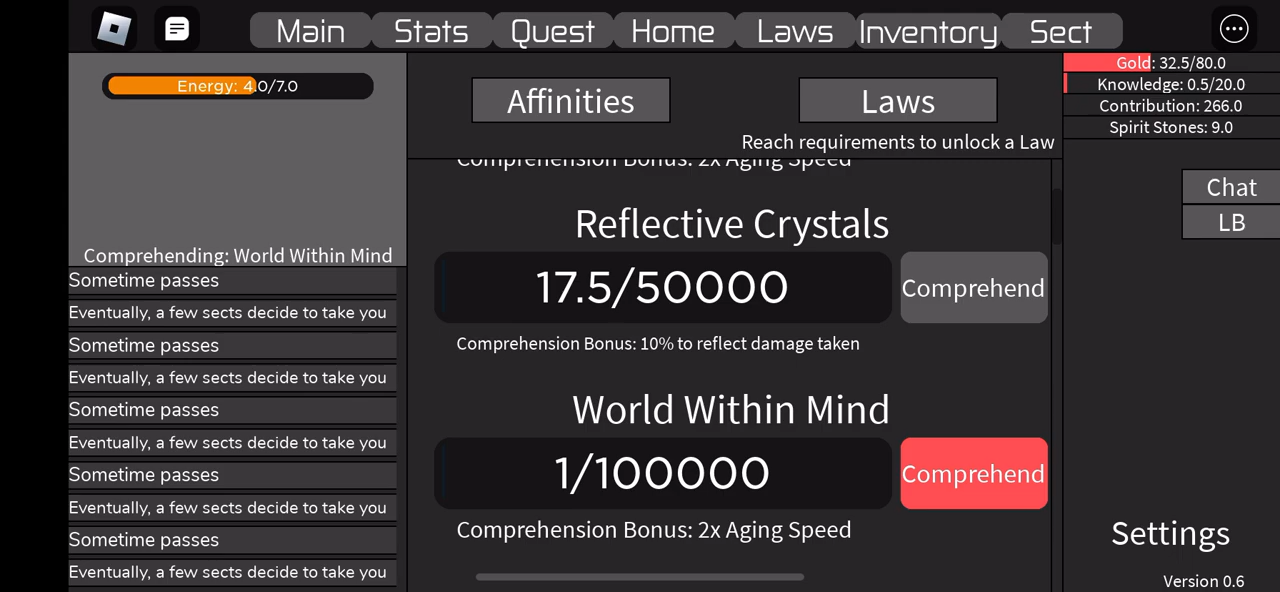 Main Stats Quest Home Laws Inventory Sect
Energy: 4.0/7.0
Comprehending: World Within Mind
Sometime passes
Eventually, a few sects decide to take you
Sometime passes
Eventually, a few sects decide to take you
Sometime passes
Eventually, a few sects decide to take you
Sometime passes
Eventually, a few sects decide to take you
Sometime passes
Eventually, a few sects decide to take you
Affinities Laws
Reach requirements to unlock a Law
Comprehension Bonus: 2x Aging Speed
Reflective Crystals
17.5/50000 Comprehend
Comprehension Bonus: 10% to reflect damage taken
World Within Mind
1/100000 Comprehend
Comprehension Bonus: 2x Aging Speed
Gold: 32.5/80.0
Knowledge: 0.5/20.0
Contribution: 266.0
Spirit Stones: 9.0
Chat
LB
Settings
Version 0.6